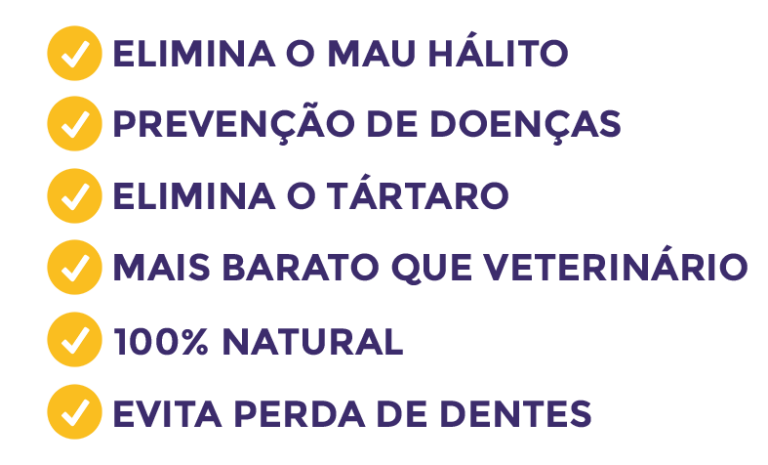 ELIMINA O MAU HÁLITO
PREVENÇÃO DE DOENÇAS
ELIMINA O TÁRTARO
MAIS BARATO QUE VETERINÁRIO
100% NATURAL
EVITA PERDA DE DENTES